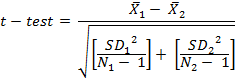 t − test = X̄₁ − X̄₂ / √([SD₁² / N₁ − 1] + [SD₂² / N₂ − 1])